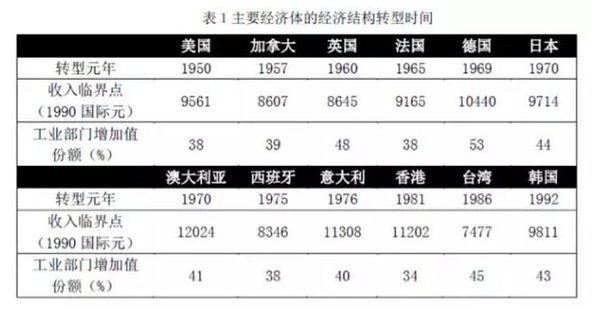 表 1 主要经济体的经济结构转型时间
美国 加拿大 英国 法国 德国 日本
转型元年 1950 1957 1960 1965 1969 1970
收入临界点
（1990 国际元） 9561 8607 8645 9165 10440 9714
工业部门增加值
份额（%） 38 39 48 38 53 44
澳大利亚 西班牙 意大利 香港 台湾 韩国
转型元年 1970 1975 1976 1981 1986 1992
收入临界点
（1990 国际元） 12024 8346 11308 11202 7477 9811
工业部门增加值
份额（%） 41 38 40 34 45 43